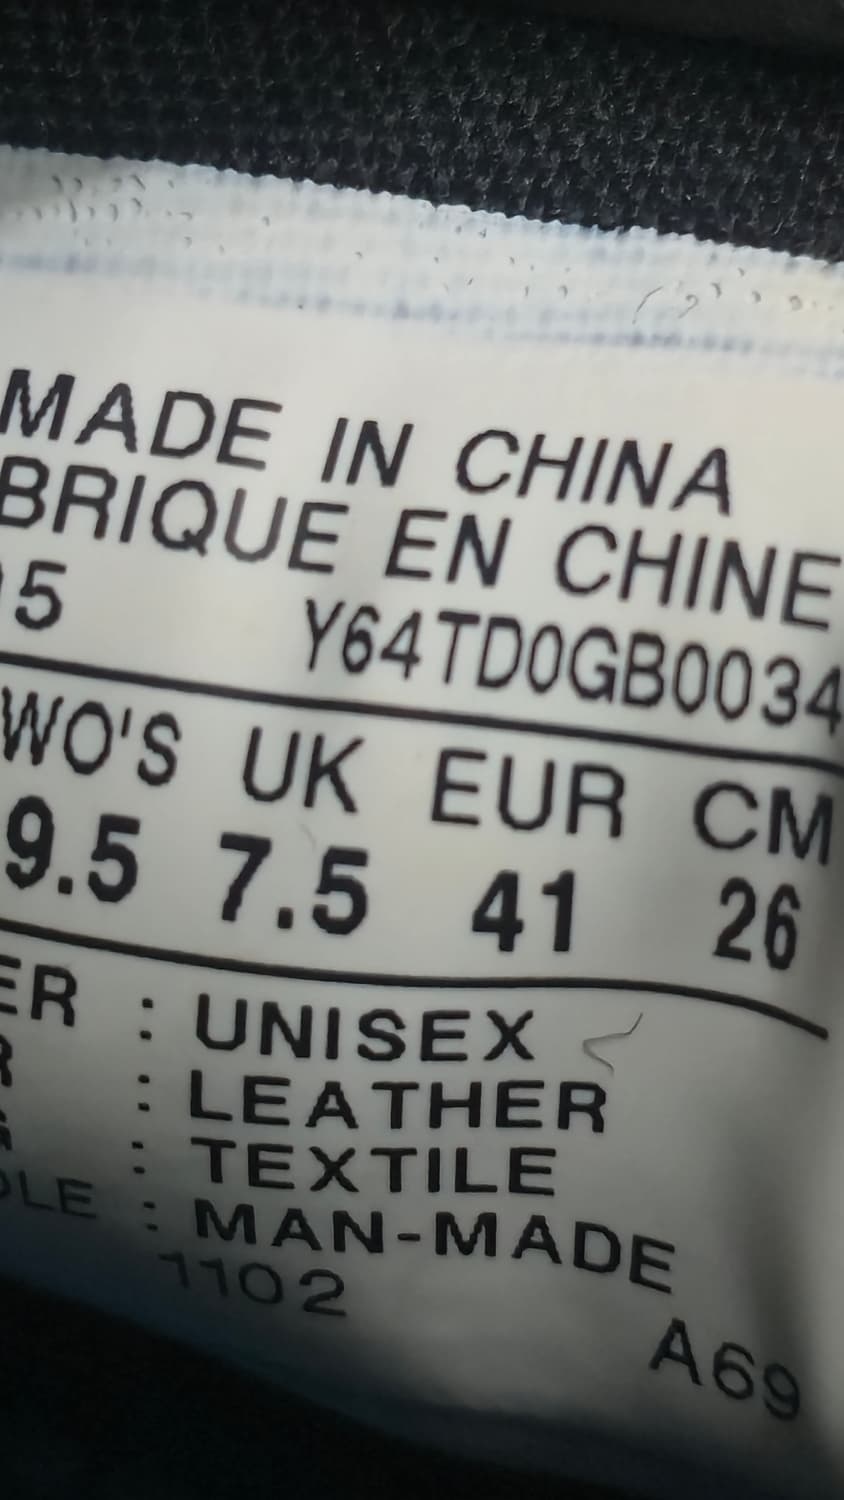 MADE IN CHINA
BRIQUE EN CHINE
5 Y64TD0GB0034
WO'S UK EUR CM
9.5 7.5 41 26
ER : UNISEX
R : LEATHER
: TEXTILE
OLE : MAN-MADE
1102
A69